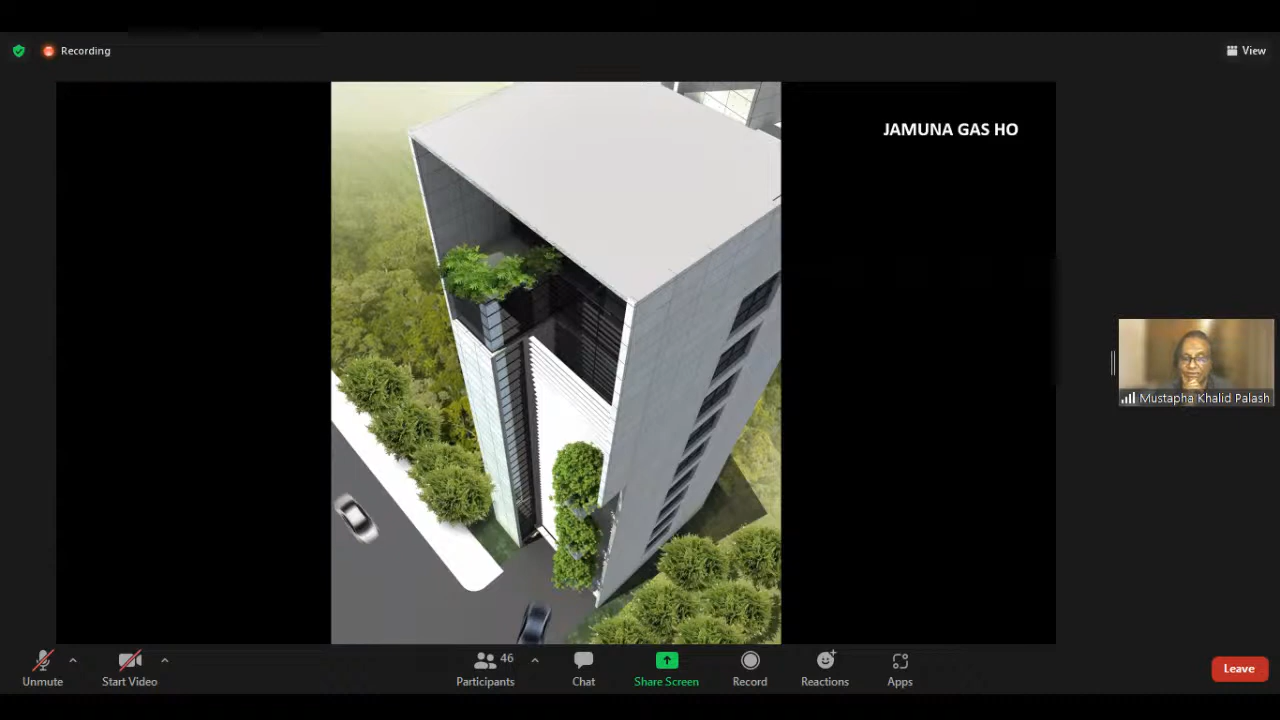 Recording
View
JAMUNA GAS HO
Mustapha Khalid Palash
Unmute
Start Video
46
Participants
Chat
Share Screen
Record
Reactions
Apps
Leave